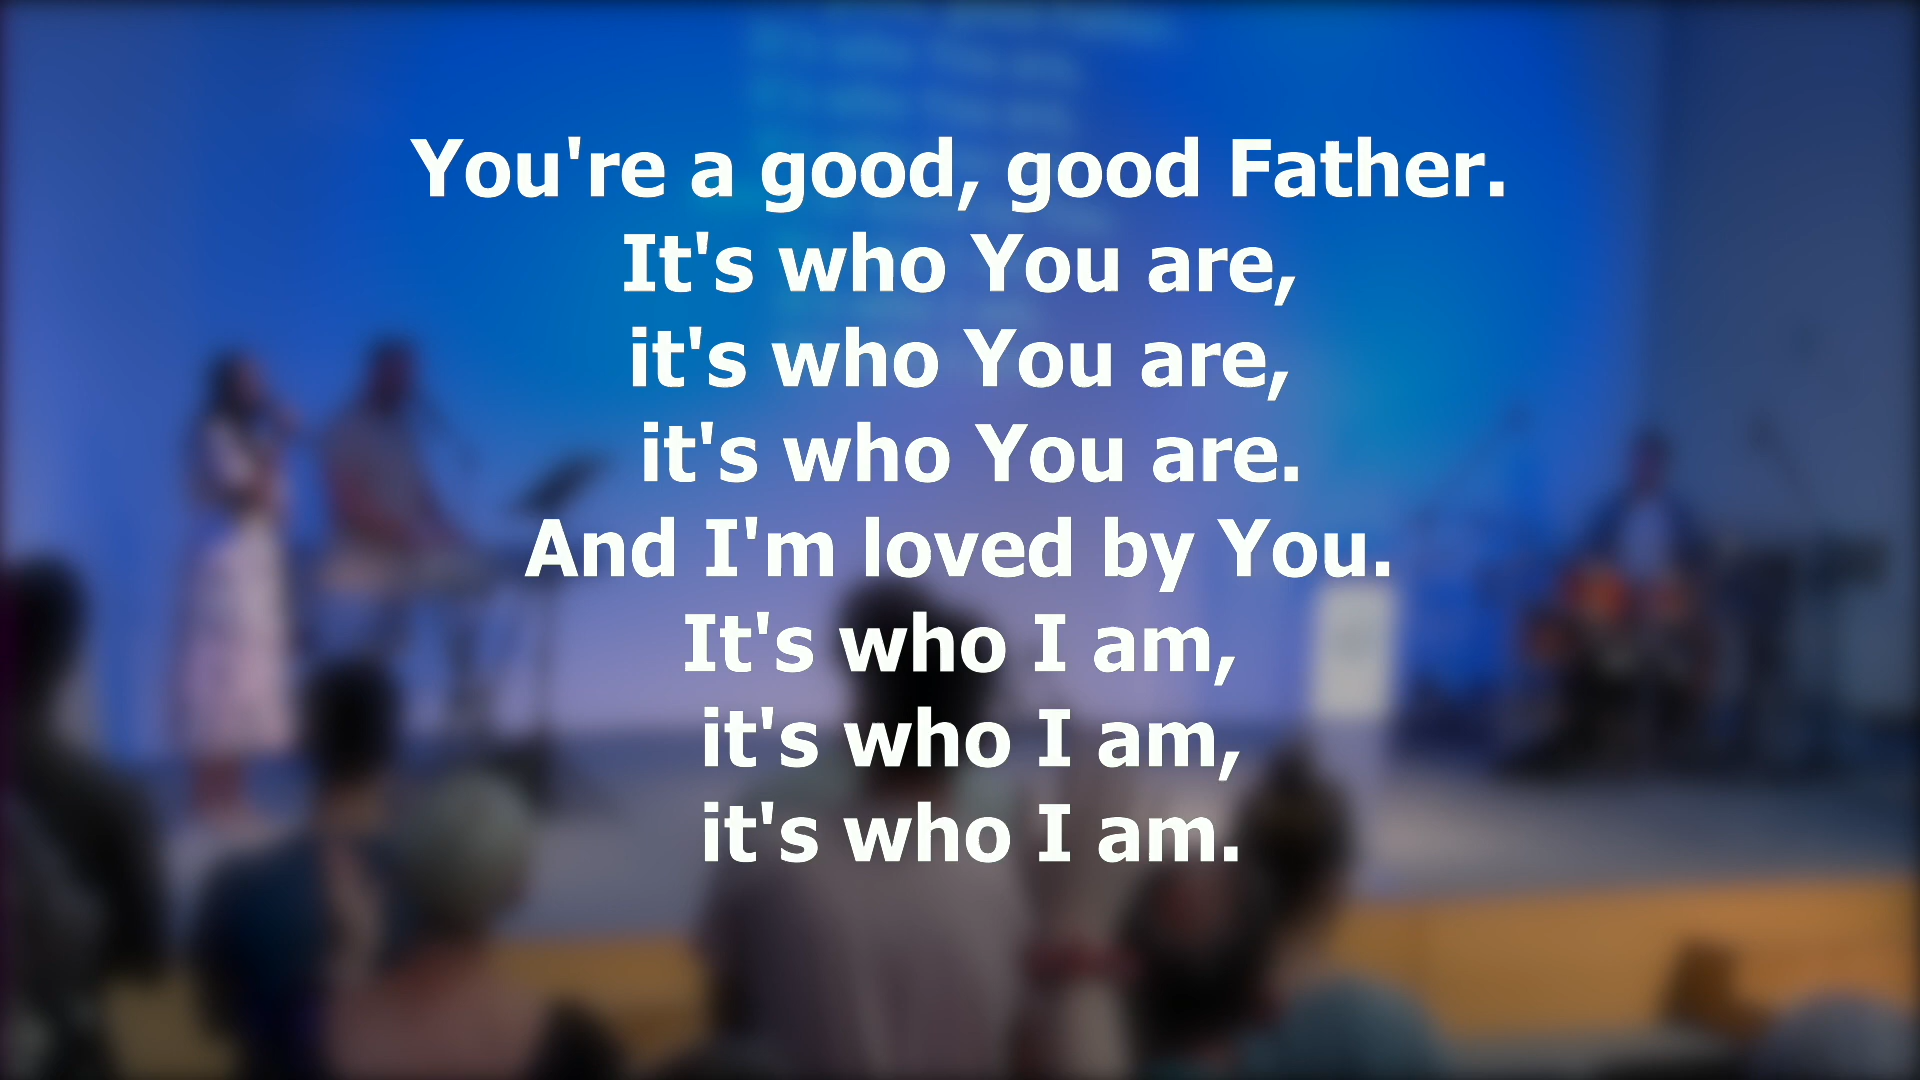 You're a good, good Father.
It's who You are,
it's who You are,
it's who You are.
And I'm loved by You.
It's who I am,
it's who I am,
it's who I am.